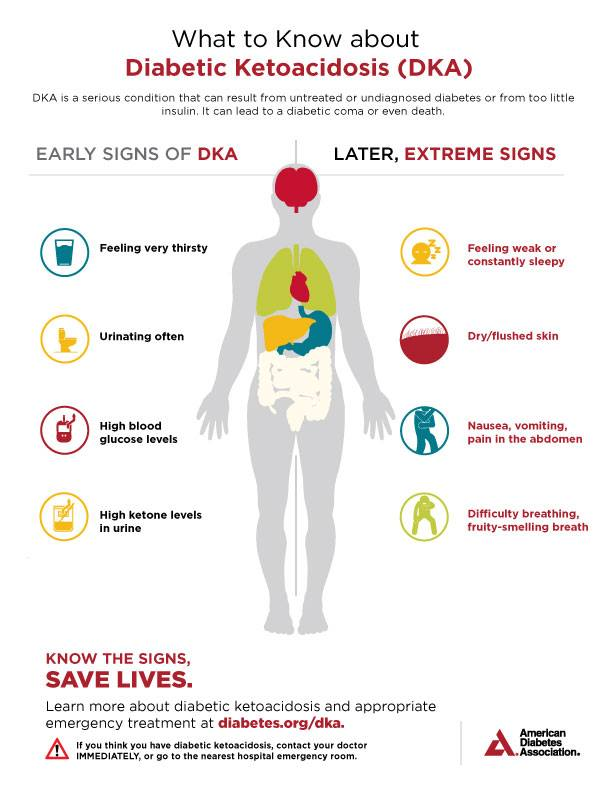 What to Know about
Diabetic Ketoacidosis (DKA)
DKA is a serious condition that can result from untreated or undiagnosed diabetes or from too little
insulin. It can lead to a diabetic coma or even death.
EARLY SIGNS OF DKA
Feeling very thirsty
Urinating often
High blood
glucose levels
High ketone levels
in urine
LATER, EXTREME SIGNS
Feeling weak or
constantly sleepy
Dry/flushed skin
Nausea, vomiting,
pain in the abdomen
Difficulty breathing,
fruity-smelling breath
KNOW THE SIGNS,
SAVE LIVES.
Learn more about diabetic ketoacidosis and appropriate
emergency treatment at diabetes.org/dka.
If you think you have diabetic ketoacidosis, contact your doctor
IMMEDIATELY, or go to the nearest hospital emergency room.
American
Diabetes
Association.